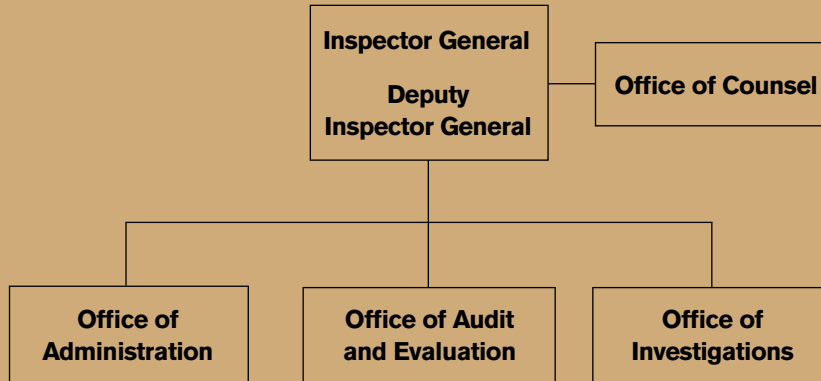 Inspector General
Deputy
Inspector General
Office of Counsel
Office of
Administration
Office of Audit
and Evaluation
Office of
Investigations